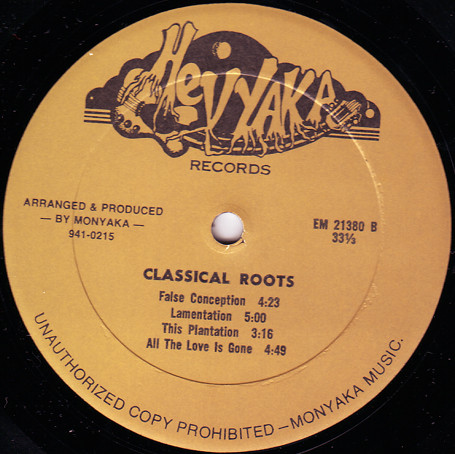 HEVYAKA
RECORDS
ARRANGED & PRODUCED
— BY MONYAKA —
941-0215
EM 21380 B
33⅓
CLASSICAL ROOTS
False Conception 4:23
Lamentation 5:00
This Plantation 3:16
All The Love Is Gone 4:49
UNAUTHORIZED COPY PROHIBITED — MONYAKA MUSIC.